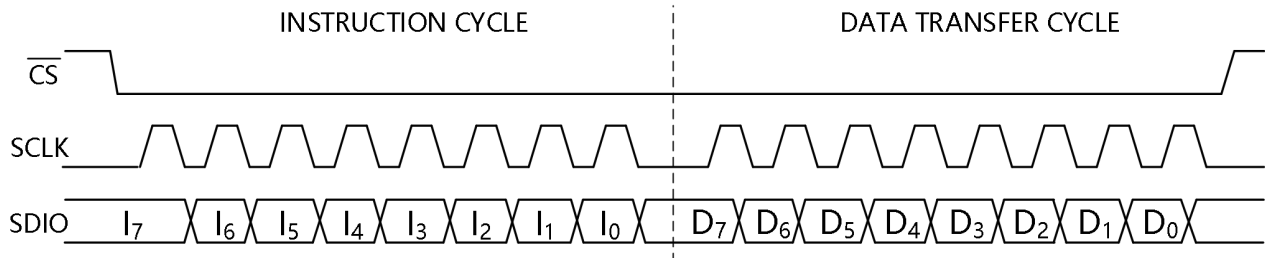 INSTRUCTION CYCLE DATA TRANSFER CYCLE
CS
SCLK
SDIO I7 I6 I5 I4 I3 I2 I1 I0 D7 D6 D5 D4 D3 D2 D1 D0